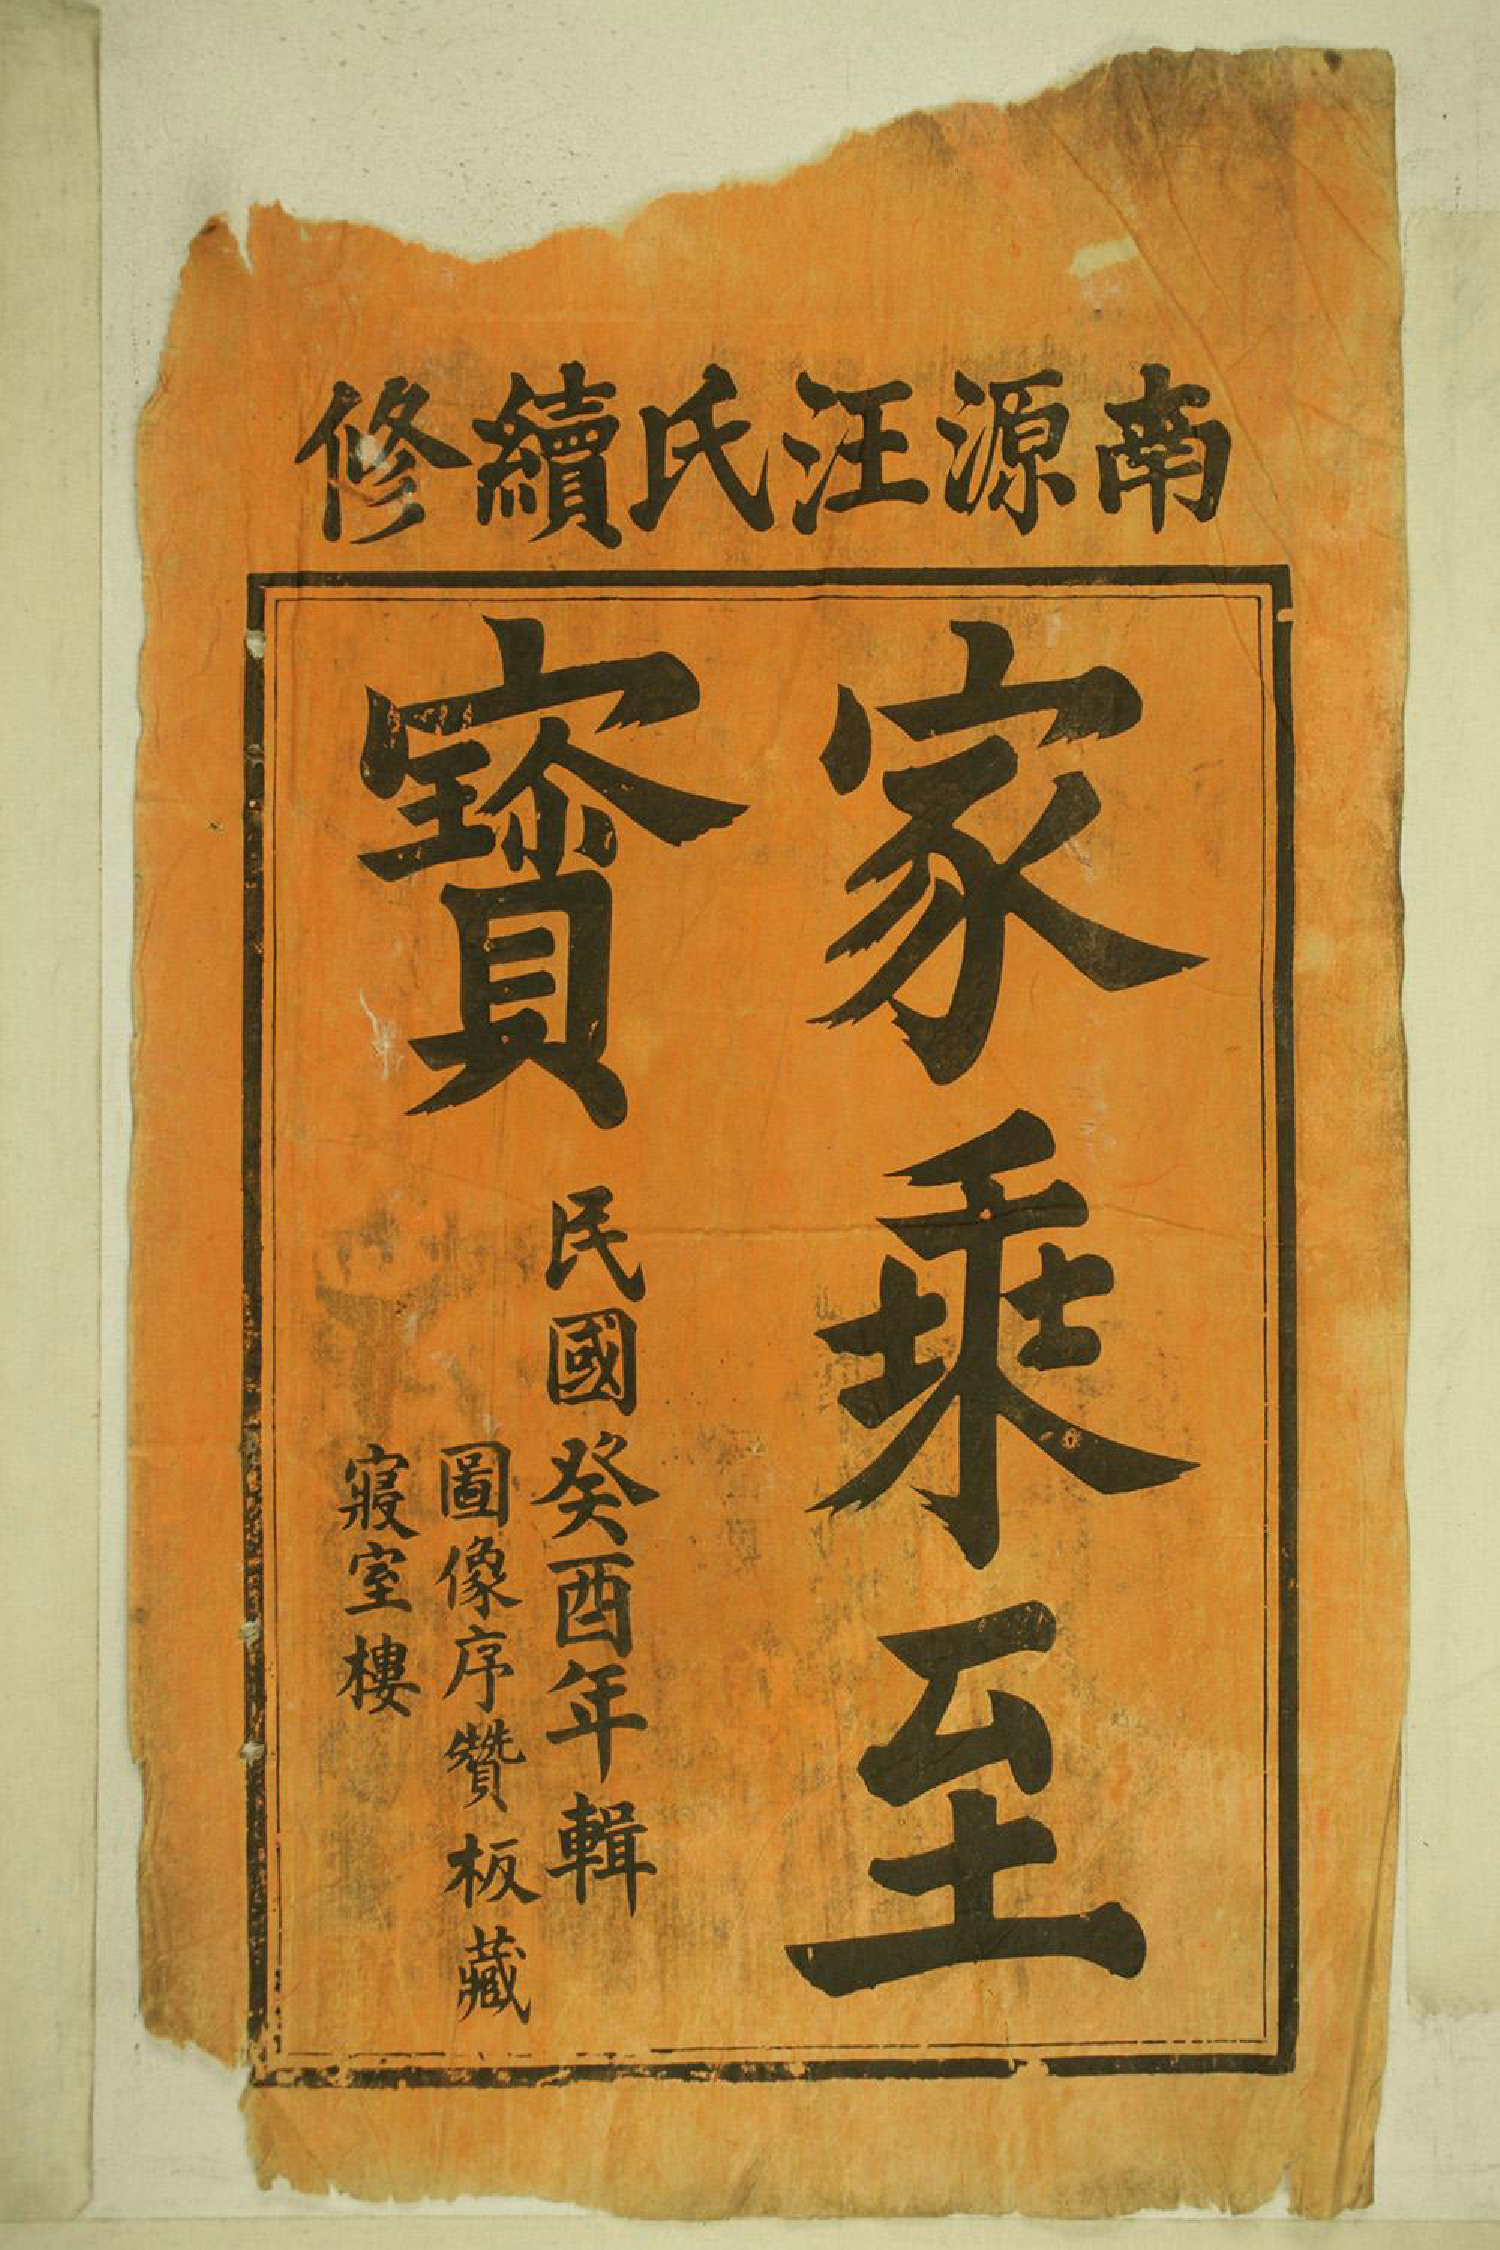 南源汪氏續修
家乘至
寳
民國癸酉年輯
圖像序贊板藏
寢室樓